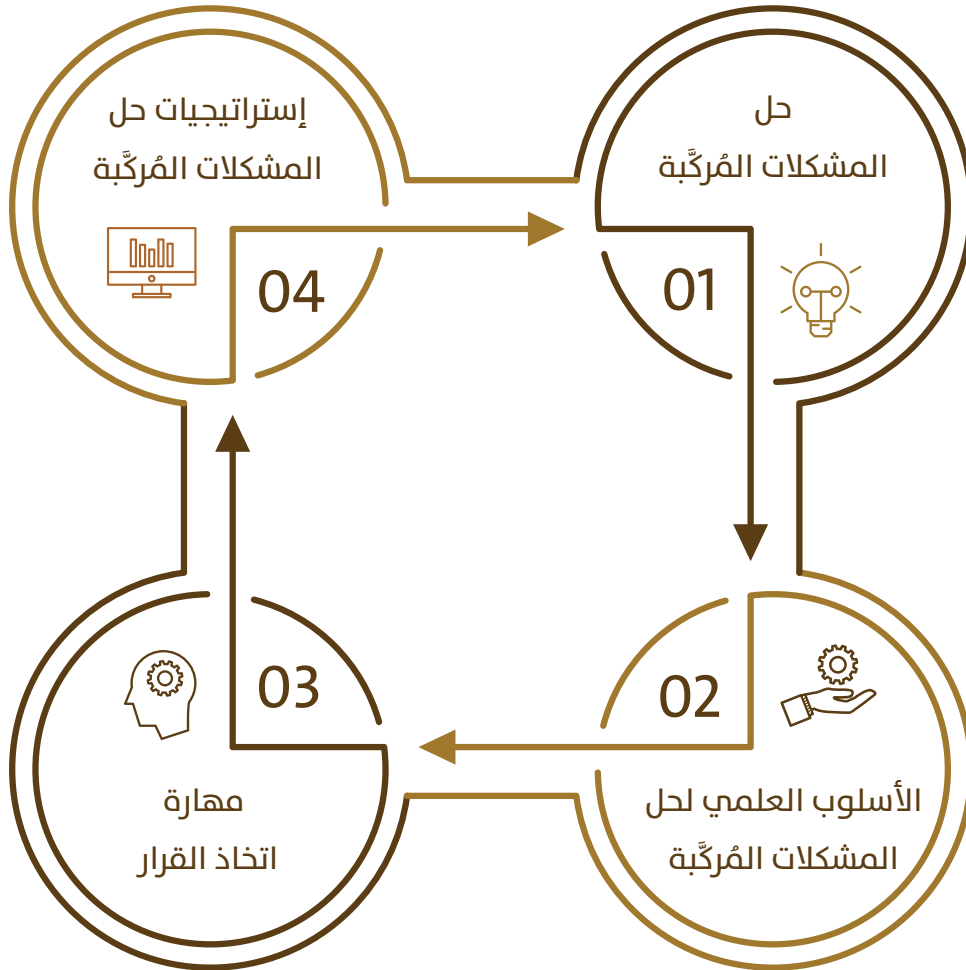 حل
المشكلات المُركَّبة
01
الأسلوب العلمي لحل
المشكلات المُركَّبة
02
مهارة
اتخاذ القرار
03
إستراتيجيات حل
المشكلات المُركَّبة
04